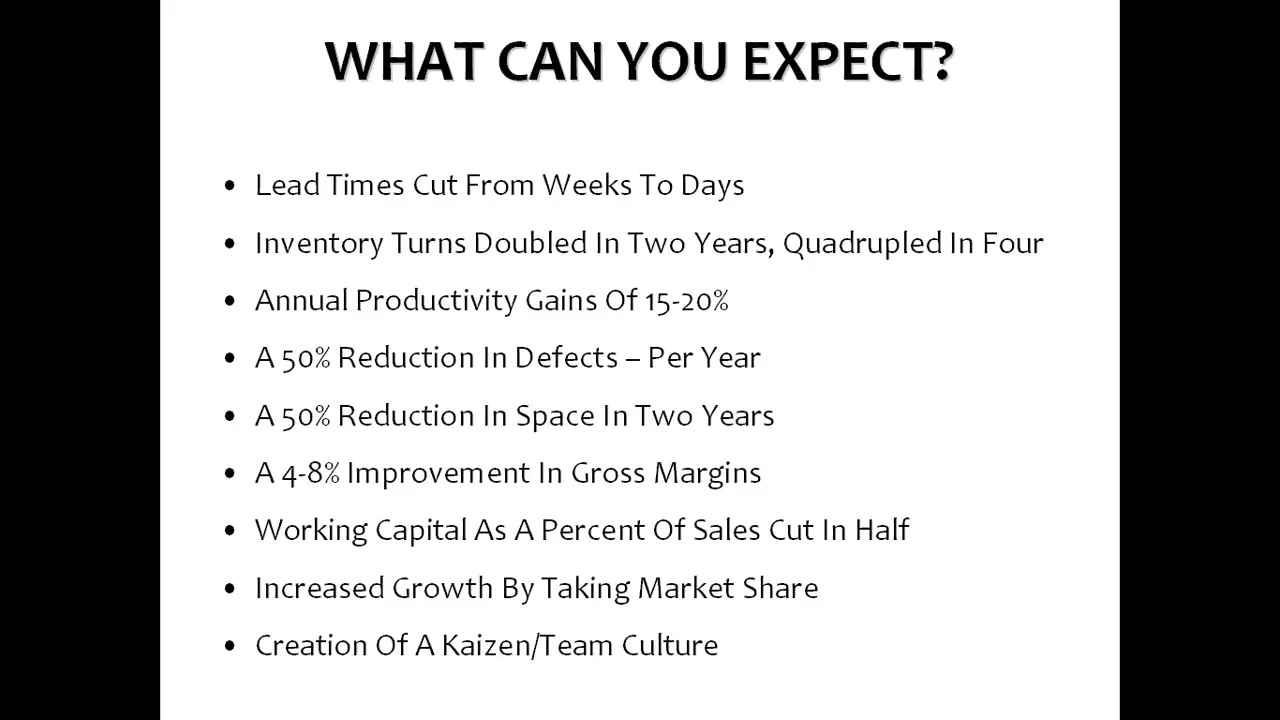 WHAT CAN YOU EXPECT?
• Lead Times Cut From Weeks To Days
• Inventory Turns Doubled In Two Years, Quadrupled In Four
• Annual Productivity Gains Of 15-20%
• A 50% Reduction In Defects – Per Year
• A 50% Reduction In Space In Two Years
• A 4-8% Improvement In Gross Margins
• Working Capital As A Percent Of Sales Cut In Half
• Increased Growth By Taking Market Share
• Creation Of A Kaizen/Team Culture